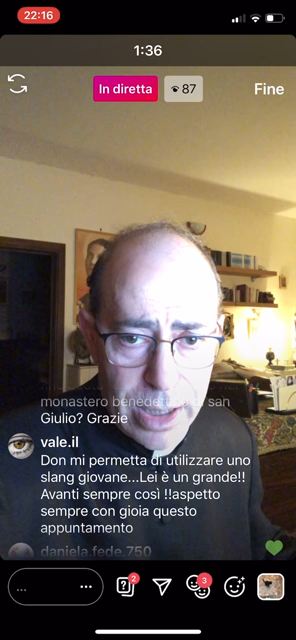 22:16
1:36
In diretta
87
Fine
monastero benedettino di san
Giulio? Grazie
vale.il
Don mi permetta di utilizzare uno
slang giovane...Lei è un grande!!
Avanti sempre così !!aspetto
sempre con gioia questo
appuntamento
daniela.fede.750
...
2
3